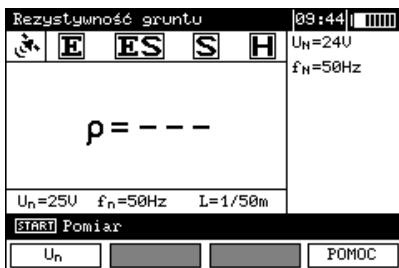 Rezystywność gruntu 09:44
E ES S H
U_N=24V
f_N=50Hz
ρ=---
U_n=25V f_n=50Hz L=1/50m
START Pomiar
U_n POMOC